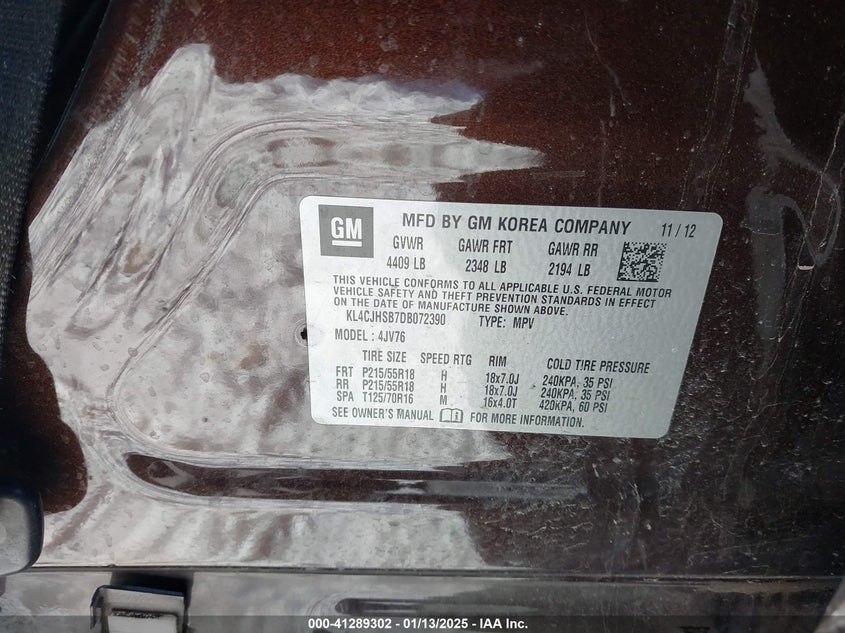 GM MFD BY GM KOREA COMPANY 11 / 12
GVWR GAWR FRT GAWR RR
4409 LB 2348 LB 2194 LB
THIS VEHICLE CONFORMS TO ALL APPLICABLE U.S. FEDERAL MOTOR
VEHICLE SAFETY AND THEFT PREVENTION STANDARDS IN EFFECT
ON THE DATE OF MANUFACTURE SHOWN ABOVE.
KL4CJHSB7DB072390 TYPE: MPV
MODEL : 4JV76
TIRE SIZE SPEED RTG RIM COLD TIRE PRESSURE
FRT P215/55R18 H 18x7.0J 240KPA, 35 PSI
RR P215/55R18 H 18x7.0J 240KPA, 35 PSI
SPA T125/70R16 M 16x4.0T 420KPA, 60 PSI
SEE OWNER'S MANUAL FOR MORE INFORMATION.
000-41289302 - 01/13/2025 - IAA Inc.